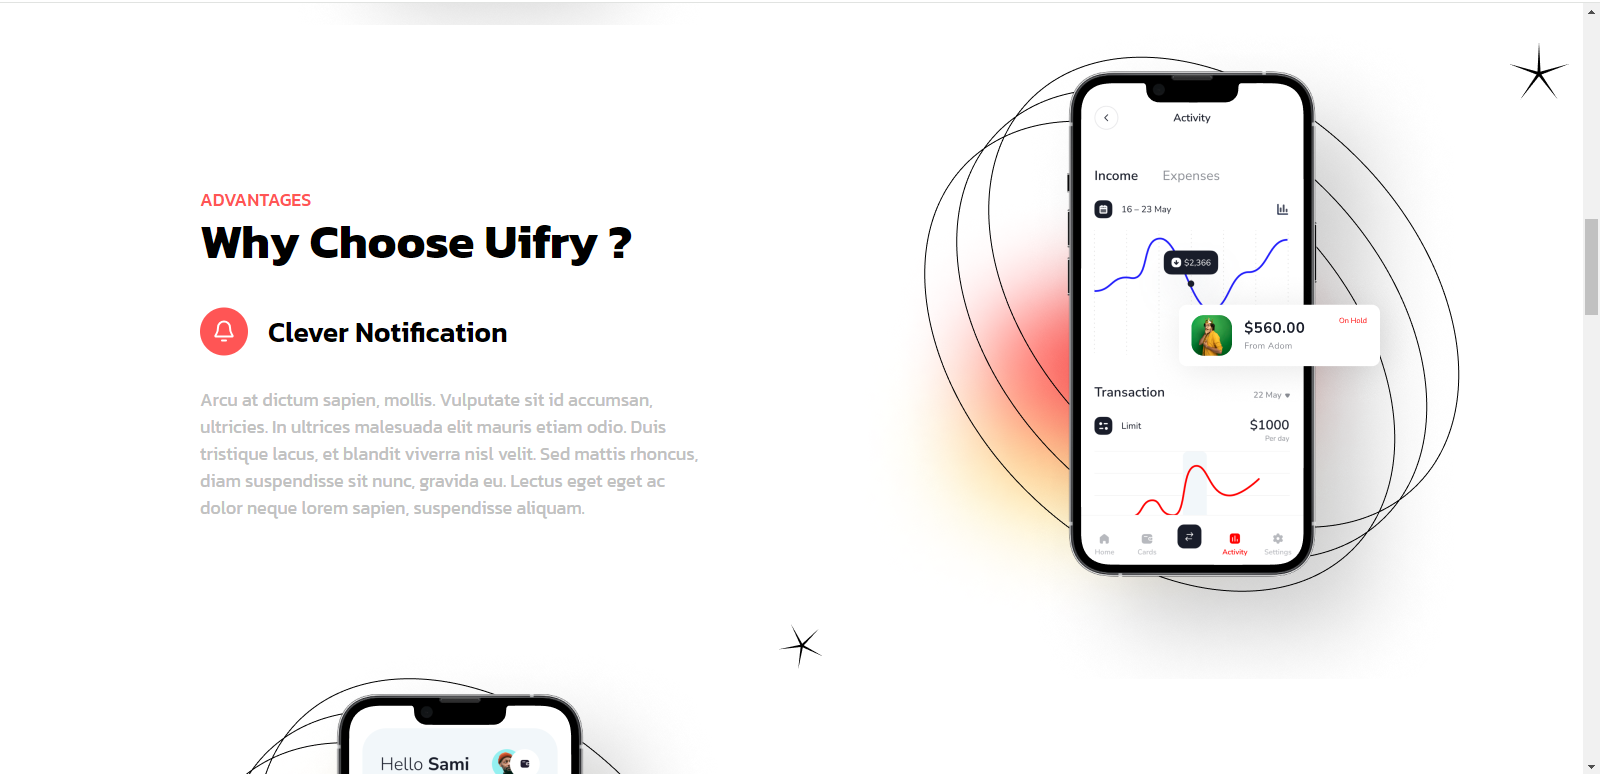 ADVANTAGES
Why Choose Uifry ?
Clever Notification
Arcu at dictum sapien, mollis. Vulputate sit id accumsan,
ultricies. In ultrices malesuada elit mauris etiam odio. Duis
tristique lacus, et blandit viverra nisl velit. Sed mattis rhoncus,
diam suspendisse sit nunc, gravida eu. Lectus eget eget ac
dolor neque lorem sapien, suspendisse aliquam.
Activity
Income Expenses
16 – 23 May
$2,366
$560.00 On Hold
From Adom
Transaction 22 May
Limit $1000
Per day
Home Cards Activity Settings
Hello Sami